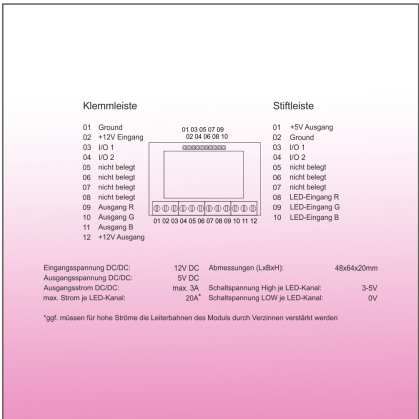 Klemmleiste
01 Ground
02 +12V Eingang
03 I/O 1
04 I/O 2
05 nicht belegt
06 nicht belegt
07 nicht belegt
08 nicht belegt
09 Ausgang R
10 Ausgang G
11 Ausgang B
12 +12V Ausgang
01 03 05 07 09
02 04 06 08 10
01 02 03 04 05 06 07 08 09 10 11 12
Stiftleiste
01 +5V Ausgang
02 Ground
03 I/O 1
04 I/O 2
05 nicht belegt
06 nicht belegt
07 nicht belegt
08 LED-Eingang R
09 LED-Eingang G
10 LED-Eingang B
Eingangsspannung DC/DC: 12V DC Abmessungen (LxBxH): 48x64x20mm
Ausgangsspannung DC/DC: 5V DC
Ausgangsstrom DC/DC: max. 3A Schaltspannung High je LED-Kanal: 3-5V
max. Strom je LED-Kanal: 20A* Schaltspannung LOW je LED-Kanal: 0V
*ggf. müssen für hohe Ströme die Leiterbahnen des Moduls durch Verzinnen verstärkt werden